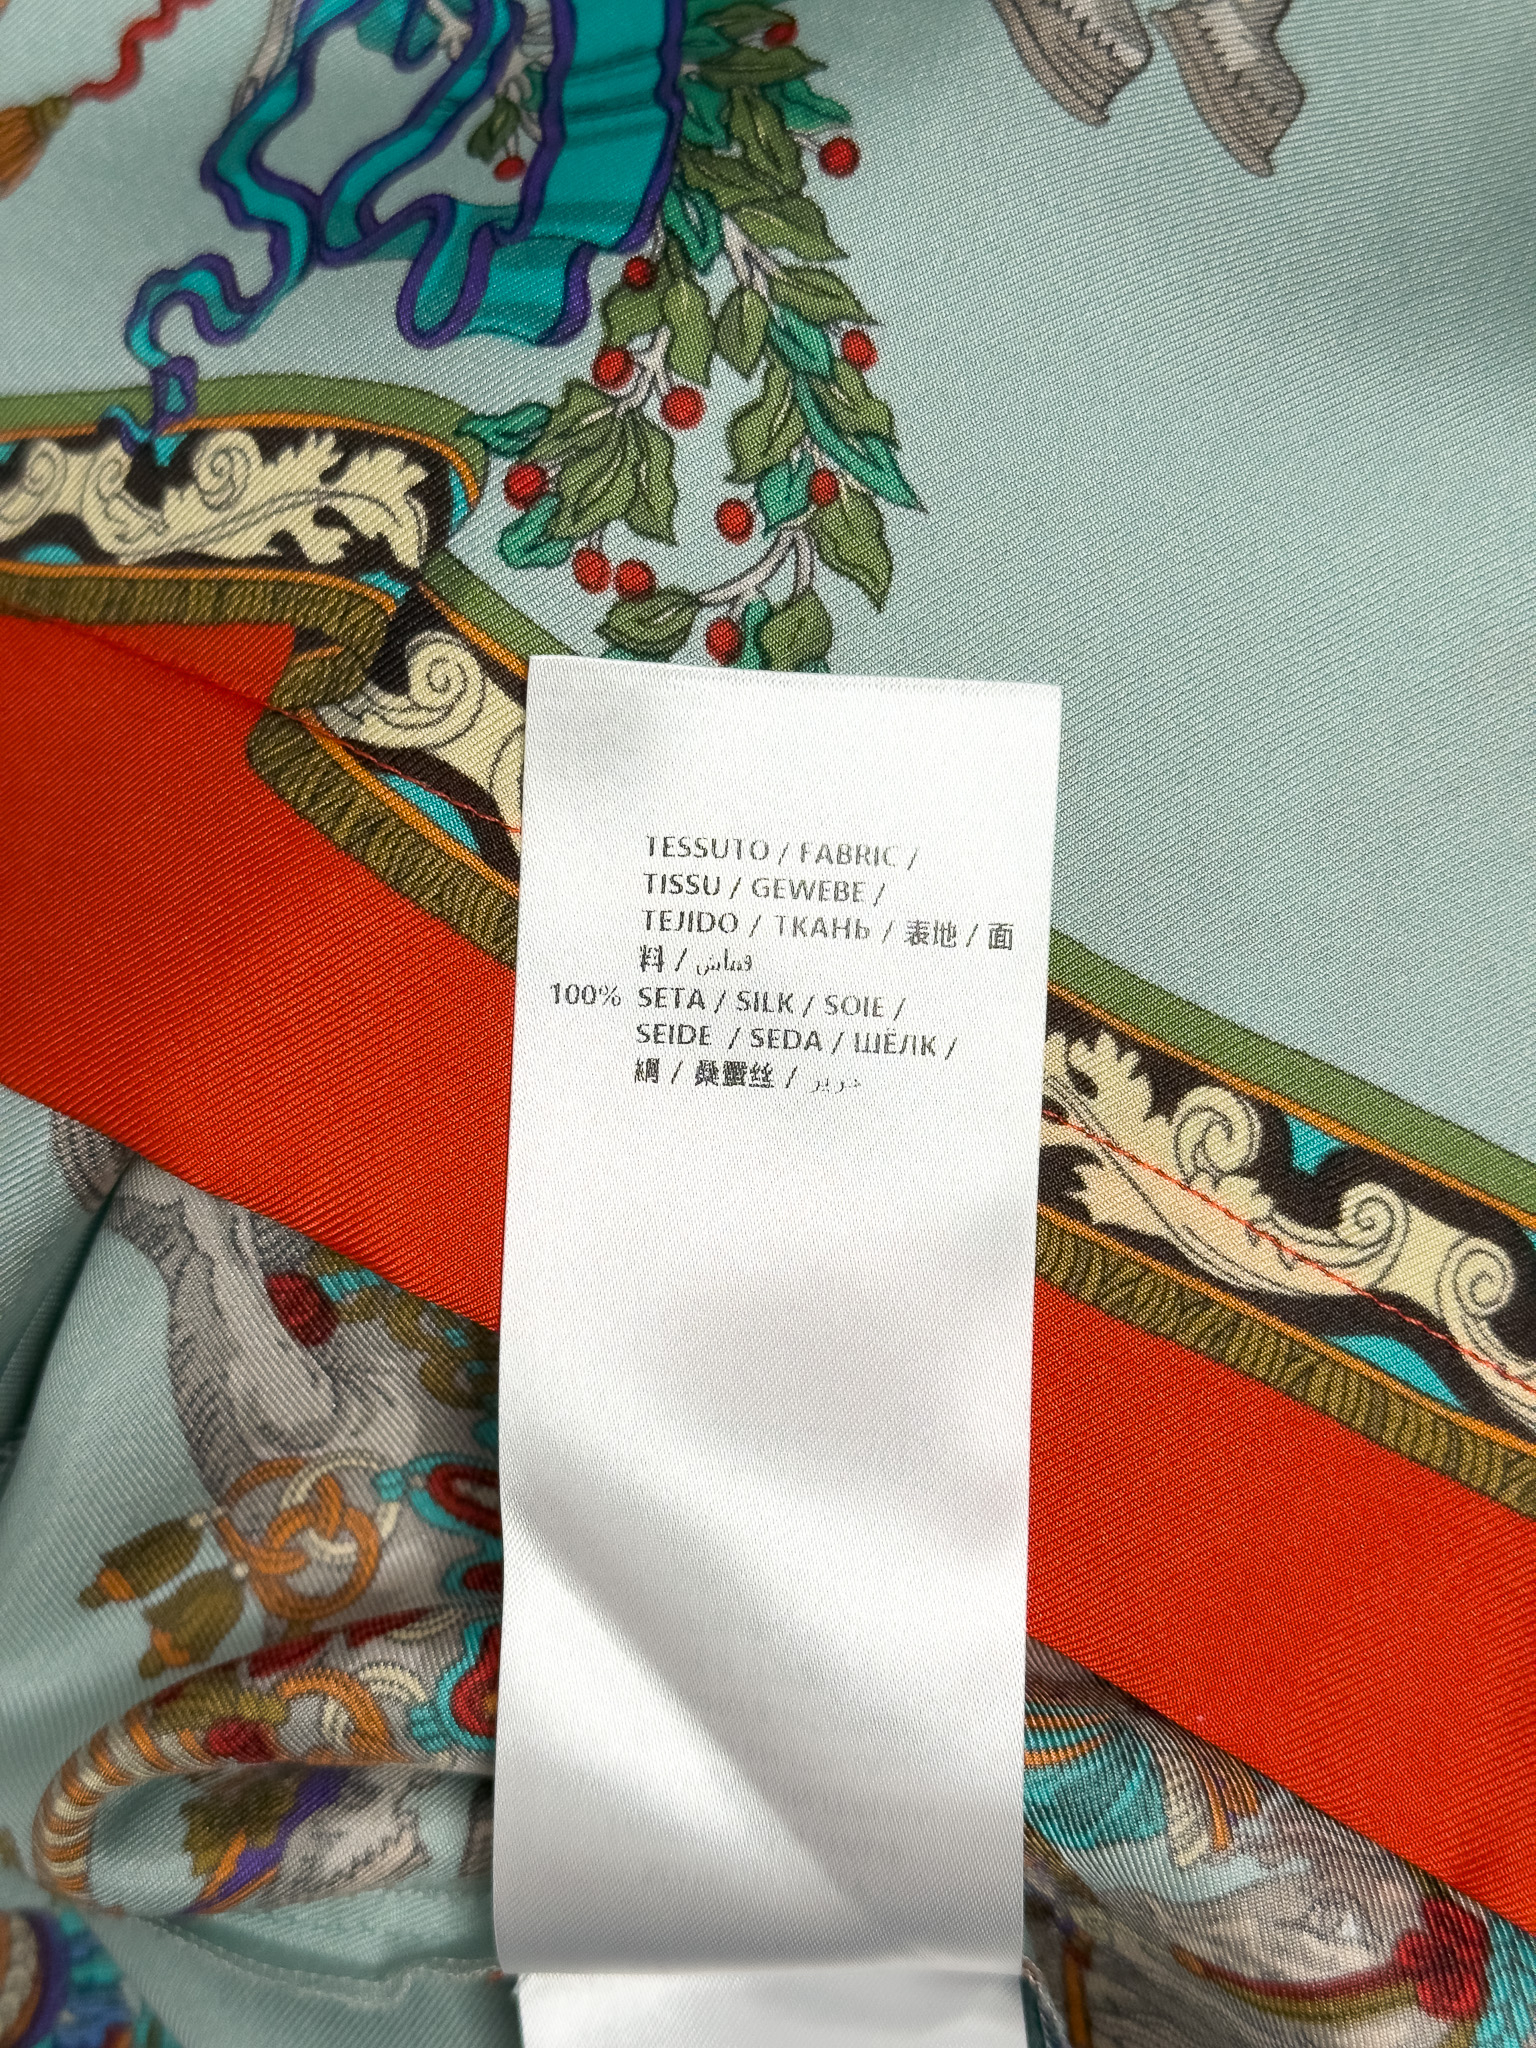 TESSUTO / FABRIC /
TISSU / GEWEBE /
TEJIDO / ТКАНЬ / 表地 / 面
料 / قماش
100% SETA / SILK / SOIE /
SEIDE / SEDA / ШЁЛК /
絹 / 桑蠶丝 / حرير